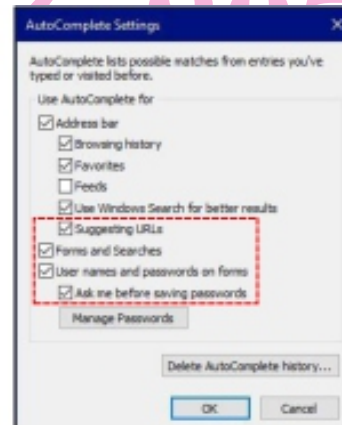 AutoComplete Settings
AutoComplete lists possible matches from entries you've
typed or visited before.
Use AutoComplete for
Address bar
Browsing history
Favorites
Feeds
Use Windows Search for better results
Suggesting URLs
Forms and Searches
User names and passwords on forms
Ask me before saving passwords
Manage Passwords
Delete AutoComplete history...
OK Cancel